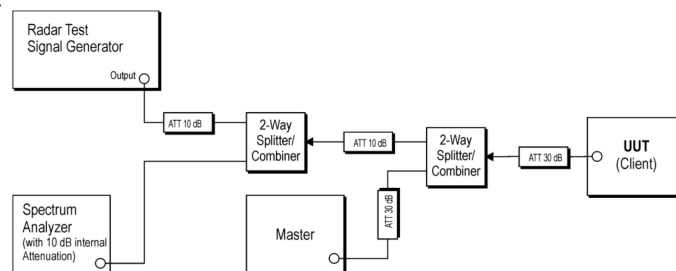 Radar Test
Signal Generator
Output
ATT 10 dB
2-Way
Splitter/
Combiner
ATT 10 dB
2-Way
Splitter/
Combiner
ATT 30 dB
UUT
(Client)
ATT 30 dB
Spectrum
Analyzer
(with 10 dB internal
Attenuation)
Master